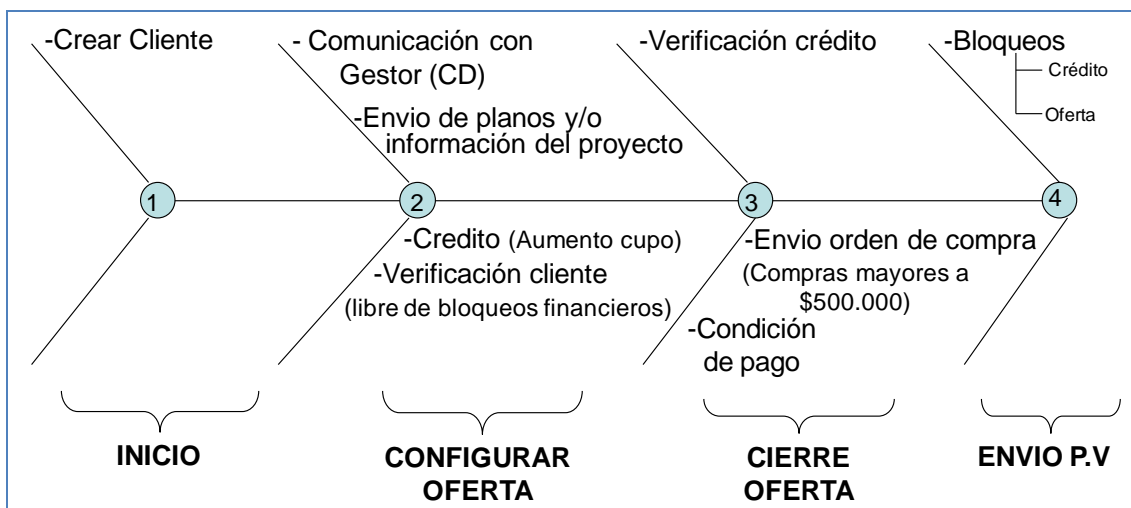 -Crear Cliente
- Comunicación con
Gestor (CD)
-Envio de planos y/o
información del proyecto
-Verificación crédito
-Bloqueos
Crédito
Oferta
1
2
3
4
-Credito (Aumento cupo)
-Verificación cliente
(libre de bloqueos financieros)
-Envio orden de compra
(Compras mayores a
$500.000)
-Condición
de pago
INICIO
CONFIGURAR
OFERTA
CIERRE
OFERTA
ENVIO P.V